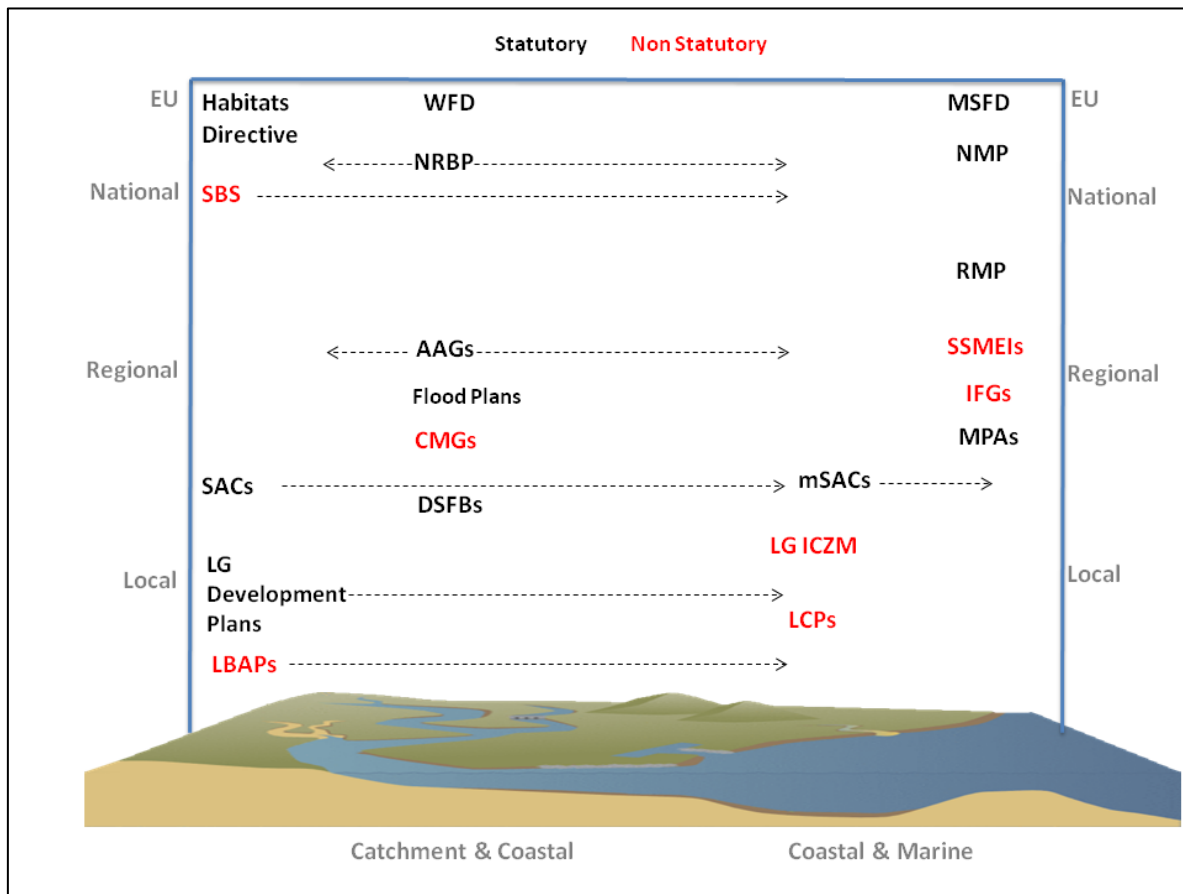 Statutory Non Statutory
EU Habitats WFD MSFD EU
Directive
NRBP NMP
National SBS National
RMP
AAGs SSMEIs
Regional Regional
Flood Plans IFGs
CMGs MPAs
SACs mSACs
DSFBs
LG ICZM
LG
Local Development Local
Plans LCPs
LBAPs
Catchment & Coastal Coastal & Marine